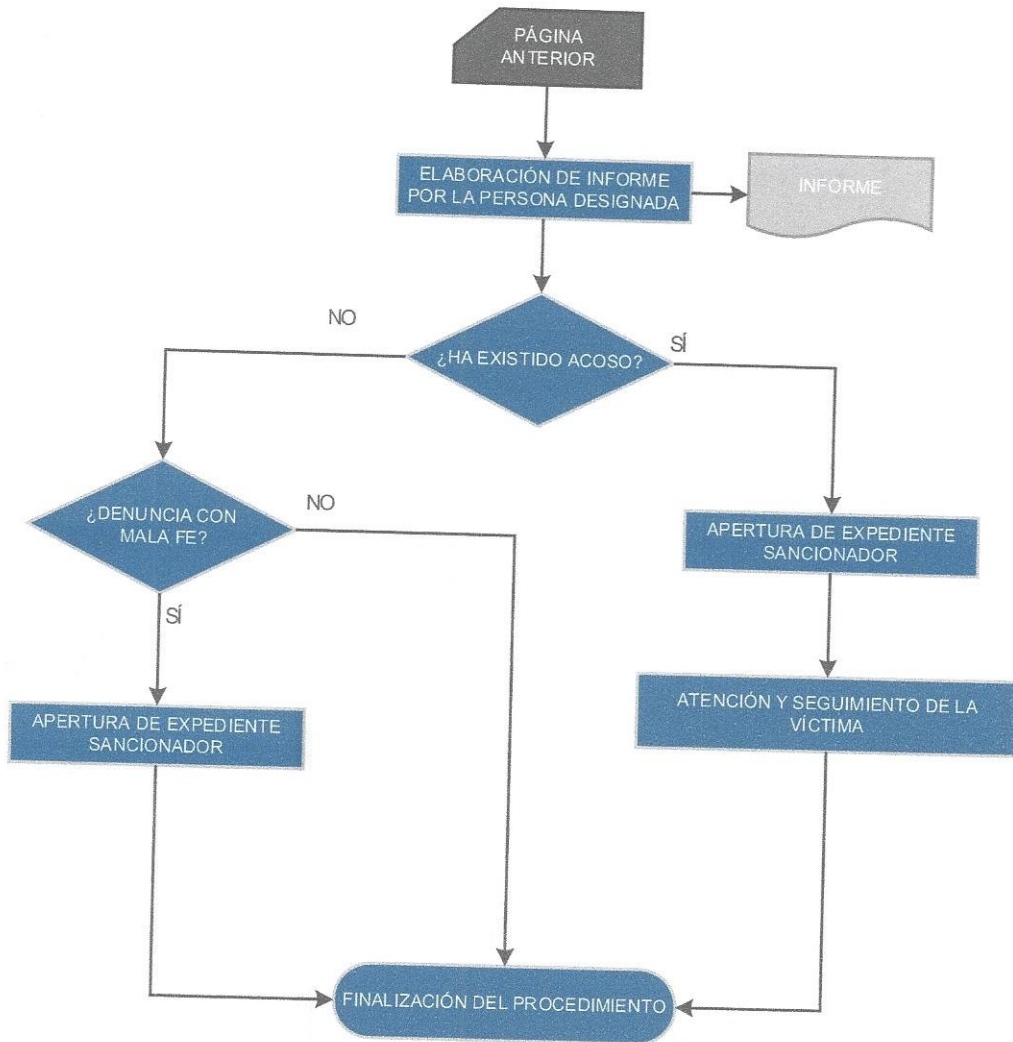 PÁGINA
ANTERIOR
ELABORACIÓN DE INFORME
POR LA PERSONA DESIGNADA
INFORME
NO
¿HA EXISTIDO ACOSO?
SÍ
¿DENUNCIA CON
MALA FE?
NO
APERTURA DE EXPEDIENTE
SANCIONADOR
SÍ
ATENCIÓN Y SEGUIMIENTO DE LA
VÍCTIMA
APERTURA DE EXPEDIENTE
SANCIONADOR
FINALIZACIÓN DEL PROCEDIMIENTO